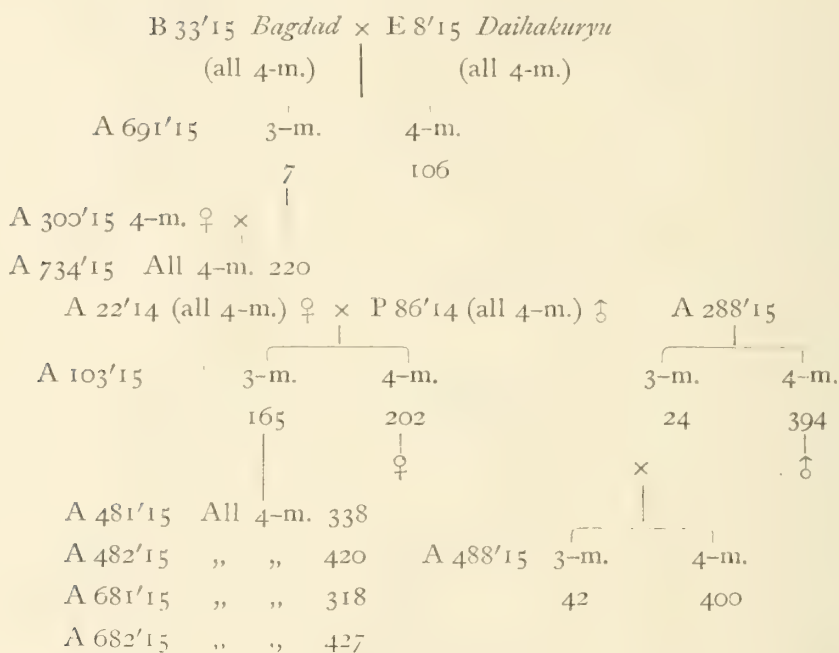 B 33'15 Bagdad × E 8'15 Daihakuryu
(all 4-m.) (all 4-m.)
A 691'15 3-m. 4-m.
7 106
A 300'15 4-m. ♀ ×
A 734'15 All 4-m. 220
A 22'14 (all 4-m.) ♀ × P 86'14 (all 4-m.) ♂ A 288'15
A 103'15 3-m. 4-m. 3-m. 4-m.
165 202 24 394
♀ × ♂
A 481'15 All 4-m. 338
A 482'15 ,, ,, 420 A 488'15 3-m. 4-m.
A 681'15 ,, ,, 318 42 400
A 682'15 ,, ,, 427